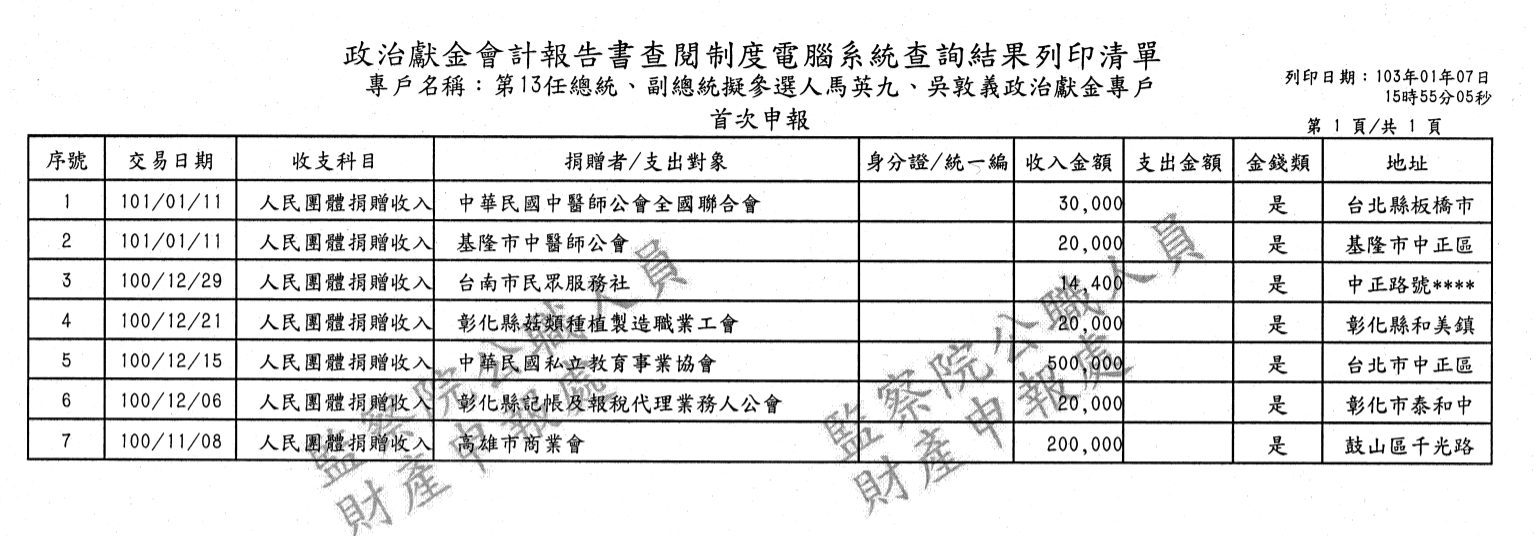 政治獻金會計報告書查閱制度電腦系統查詢結果列印清單
專戶名稱：第13任總統、副總統擬參選人馬英九、吳敦義政治獻金專戶
列印日期：103年01年07日
15時55分05秒
首次申報
第 1 頁/共 1 頁
序號 交易日期 收支科目 捐贈者/支出對象 身分證/統一編 收入金額 支出金額 金錢類 地址
1 101/01/11 人民團體捐贈收入 中華民國中醫師公會全國聯合會 30,000 是 台北縣板橋市
2 101/01/11 人民團體捐贈收入 基隆市中醫師公會 20,000 是 基隆市中正區
3 100/12/29 人民團體捐贈收入 台南市民眾服務社 14,400 是 中正路號****
4 100/12/21 人民團體捐贈收入 彰化縣菇類種植製造職業工會 20,000 是 彰化縣和美鎮
5 100/12/15 人民團體捐贈收入 中華民國私立教育事業協會 500,000 是 台北市中正區
6 100/12/06 人民團體捐贈收入 彰化縣記帳及報稅代理業務人公會 20,000 是 彰化市泰和中
7 100/11/08 人民團體捐贈收入 高雄市商業會 200,000 是 鼓山區千光路
監察院公職人員
財產申報處
監察院公職人員
財產申報處